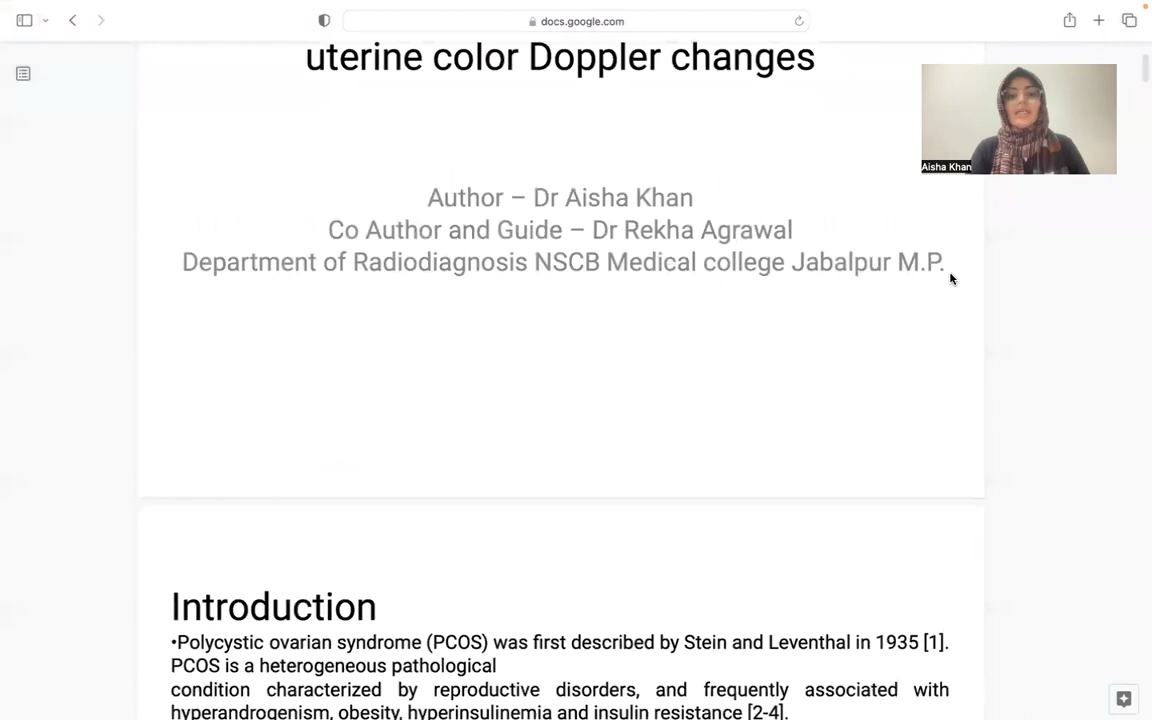 docs.google.com
uterine color Doppler changes
Aisha Khan
Author – Dr Aisha Khan
Co Author and Guide – Dr Rekha Agrawal
Department of Radiodiagnosis NSCB Medical college Jabalpur M.P.
Introduction
•Polycystic ovarian syndrome (PCOS) was first described by Stein and Leventhal in 1935 [1].
PCOS is a heterogeneous pathological
condition characterized by reproductive disorders, and frequently associated with
hyperandrogenism, obesity, hyperinsulinemia and insulin resistance [2-4].